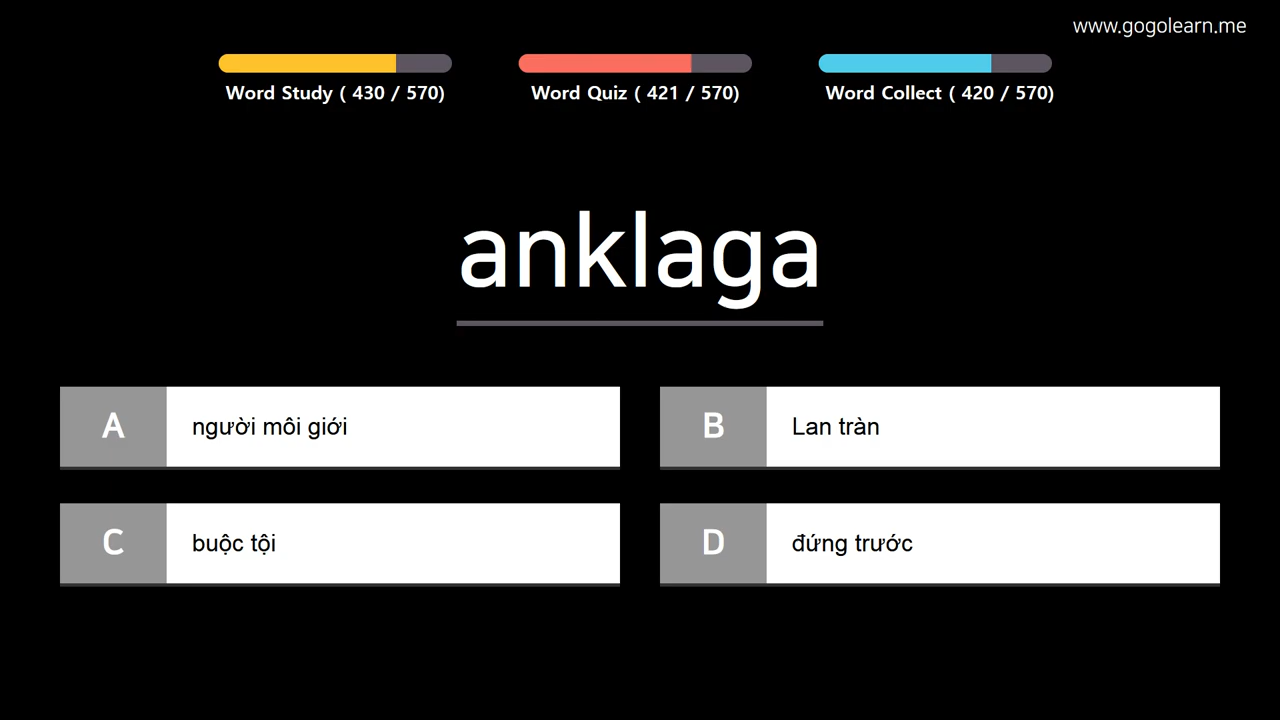 www.gogolearn.me
Word Study ( 430 / 570)
Word Quiz ( 421 / 570)
Word Collect ( 420 / 570)
anklaga
A người môi giới
B Lan tràn
C buộc tội
D đứng trước